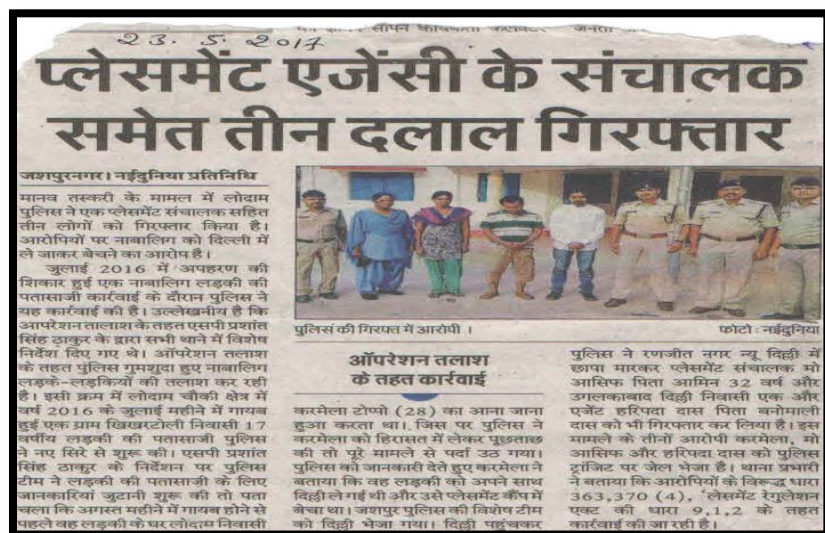 23. 5. 2017
प्लेसमेंट एजेंसी के संचालक
समेत तीन दलाल गिरफ्तार
जशपुरनगर। नईदुनिया प्रतिनिधि
मानव तस्करी के मामल में लोदाम
पुलिस ने एक प्लेसमेंट संचालक सहित
तीन लोगों को गिरफ्तार किया है।
आरोपियों पर नाबालिग को दिल्ली में
ले जाकर बेचने का आरोप है।
जुलाई 2016 में अपहरण की
शिकार हुई एक नाबालिग लड़की की
पतासाजी कार्रवाई के दौरान पुलिस ने
यह कार्रवाई की है। उल्लेखनीय है कि
आपरेशन तालाश के तहत एसपी प्रशांत
सिंह ठाकुर के द्वारा सभी थाने में विशेष
निर्देश दिए गए थे। ऑपरेशन तलाश
के तहत पुलिस गुमशुदा हुए नाबालिग
लड़के-लड़कियों की तलाश कर रही
है। इसी क्रम में लोदाम चौकी क्षेत्र में
वर्ष 2016 के जुलाई महीने में गायब
हुई एक ग्राम खिखरटोली निवासी 17
वर्षीय लड़की की पतासाजी पुलिस
ने नए सिरे से शुरू की। एसपी प्रशांत
सिंह ठाकुर के निर्देशन पर पुलिस
टीम ने लड़की की पतासाजी के लिए
जानकारियां जुटानी शुरू की तो पता
चला कि अगस्त महीने में गायब होने से
पहले वह लड़की के घर लोदाम निवासी
पुलिस की गिरफ्त में आरोपी ।
फोटो : नईदुनिया
ऑपरेशन तलाश
के तहत कार्रवाई
करमेला टोप्पो (28) का आना जाना
हुआ करता था। जिस पर पुलिस ने
करमेला को हिरासत में लेकर पूछताछ
की तो पूरे मामले से पर्दा उठ गया।
पुलिस को जानकारी देते हुए करमेला ने
बताया कि वह लड़की को अपने साथ
दिल्ली ले गई थी और उसे प्लेसमेंट कैंप में
बेचा था। जशपुर पुलिस की विशेष टीम
को दिल्ली भेजा गया। दिल्ली पहुंचकर
पुलिस ने रणजीत नगर न्यू दिल्ली में
छापा मारकर प्लेसमेंट संचालक मो
आसिफ पिता आमिन 32 वर्ष और
उगलकाबाद दिल्ली निवासी एक और
एजेंट हरिपदा दास पिता बनोमाली
दास को भी गिरफ्तार कर लिया है। इस
मामले के तीनों आरोपी करमेला, मो
आसिफ और हरिपदा दास को पुलिस
ट्रांजिट पर जेल भेजा है। थाना प्रभारी
ने बताया कि आरोपियों के विरूद्ध धारा
363,370 (4), लेसमेंट रेगुलेशन
एक्ट की धारा 9,1,2 के तहत
कार्रवाई की जा रही है।